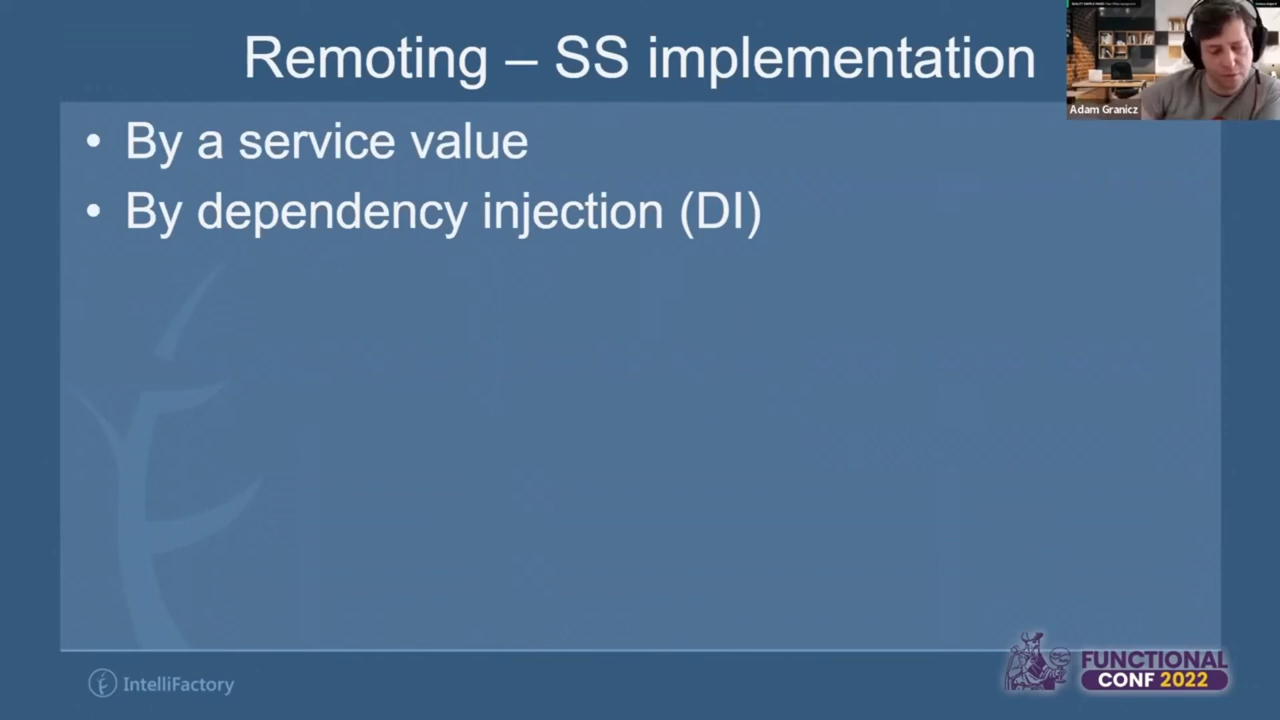 Remoting – SS implementation
Adam Granicz
• By a service value
• By dependency injection (DI)
IntelliFactory
FUNCTIONAL
CONF 2022